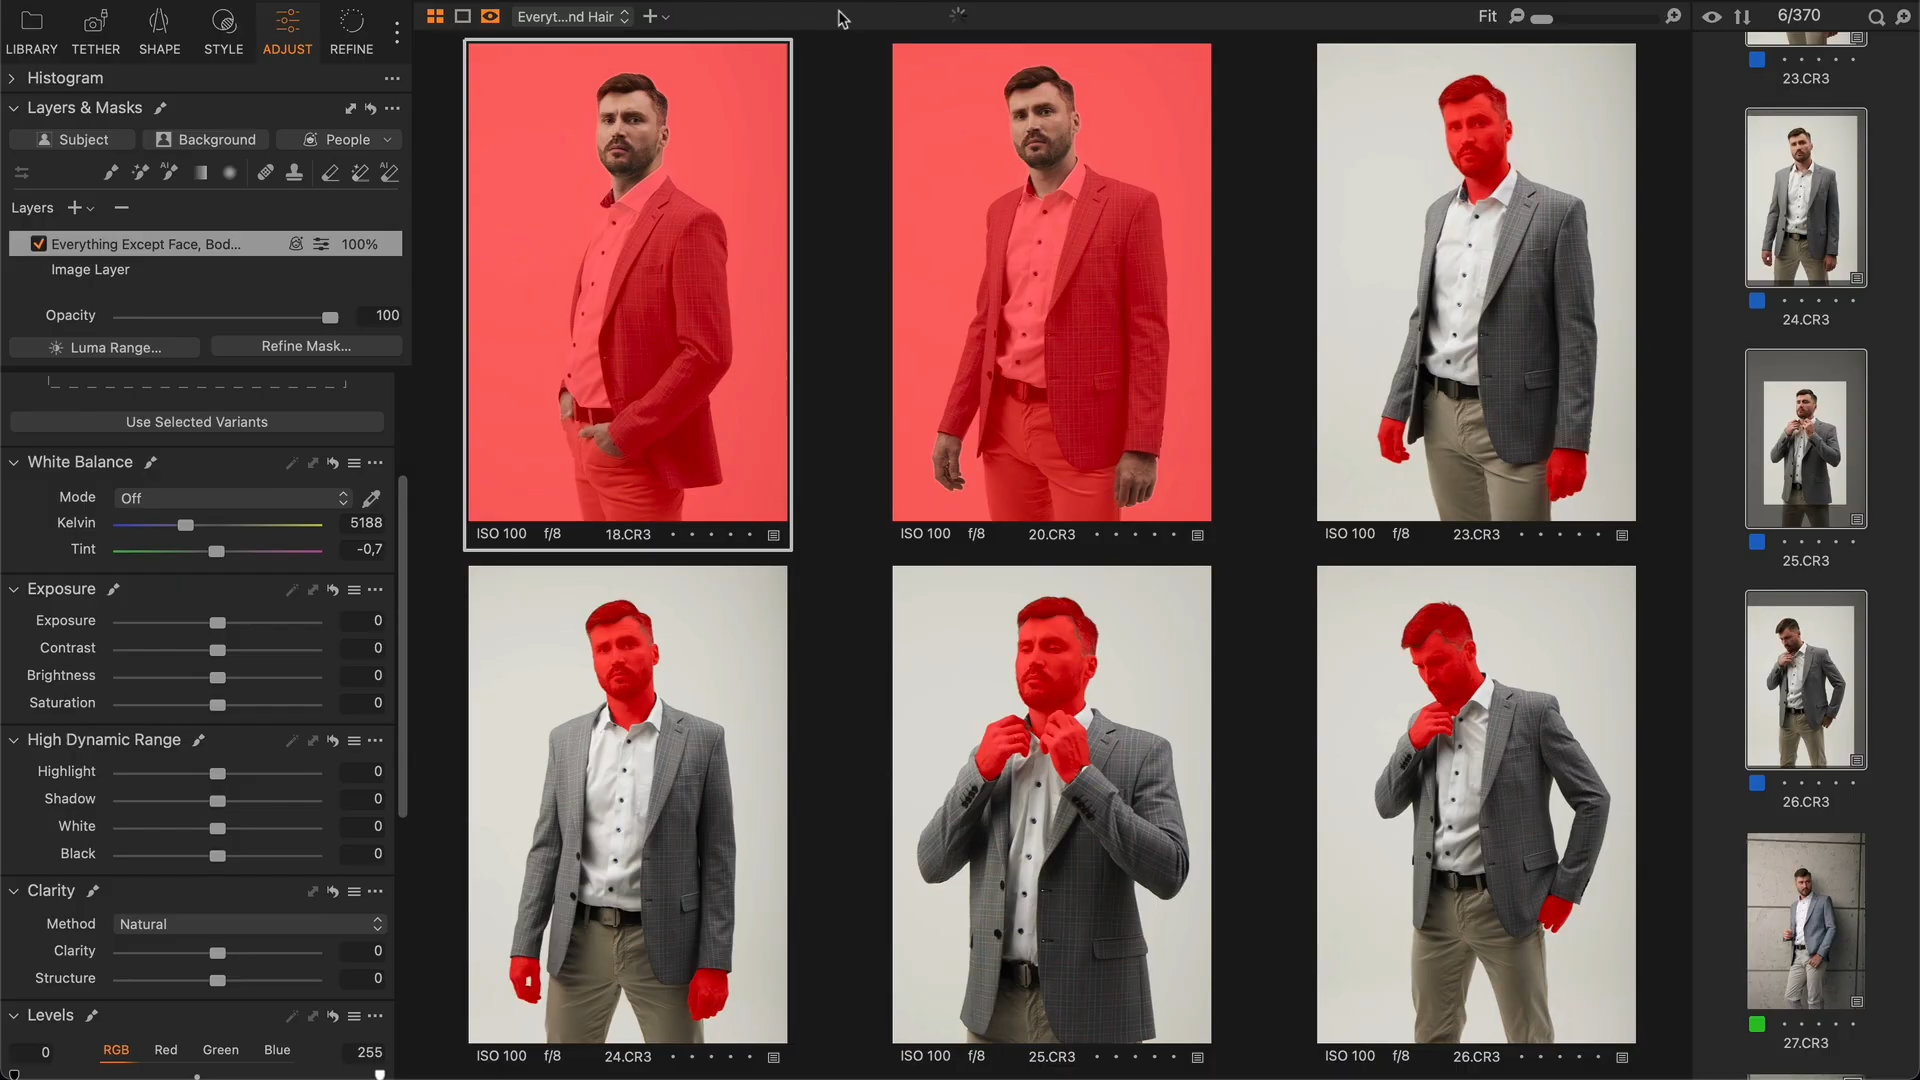 LIBRARY TETHER SHAPE STYLE ADJUST REFINE
Everyt...nd Hair
Fit
6/370
Histogram
Layers & Masks
Subject Background People
AI AI
Layers
Everything Except Face, Bod... 100%
Image Layer
Opacity 100
Luma Range... Refine Mask...
Use Selected Variants
White Balance
Mode Off
Kelvin 5188
Tint -0,7
Exposure
Exposure 0
Contrast 0
Brightness 0
Saturation 0
High Dynamic Range
Highlight 0
Shadow 0
White 0
Black 0
Clarity
Method Natural
Clarity 0
Structure 0
Levels
0 RGB Red Green Blue 255
ISO 100 f/8 18.CR3
ISO 100 f/8 20.CR3
ISO 100 f/8 23.CR3
ISO 100 f/8 24.CR3
ISO 100 f/8 25.CR3
ISO 100 f/8 26.CR3
23.CR3
24.CR3
25.CR3
26.CR3
27.CR3